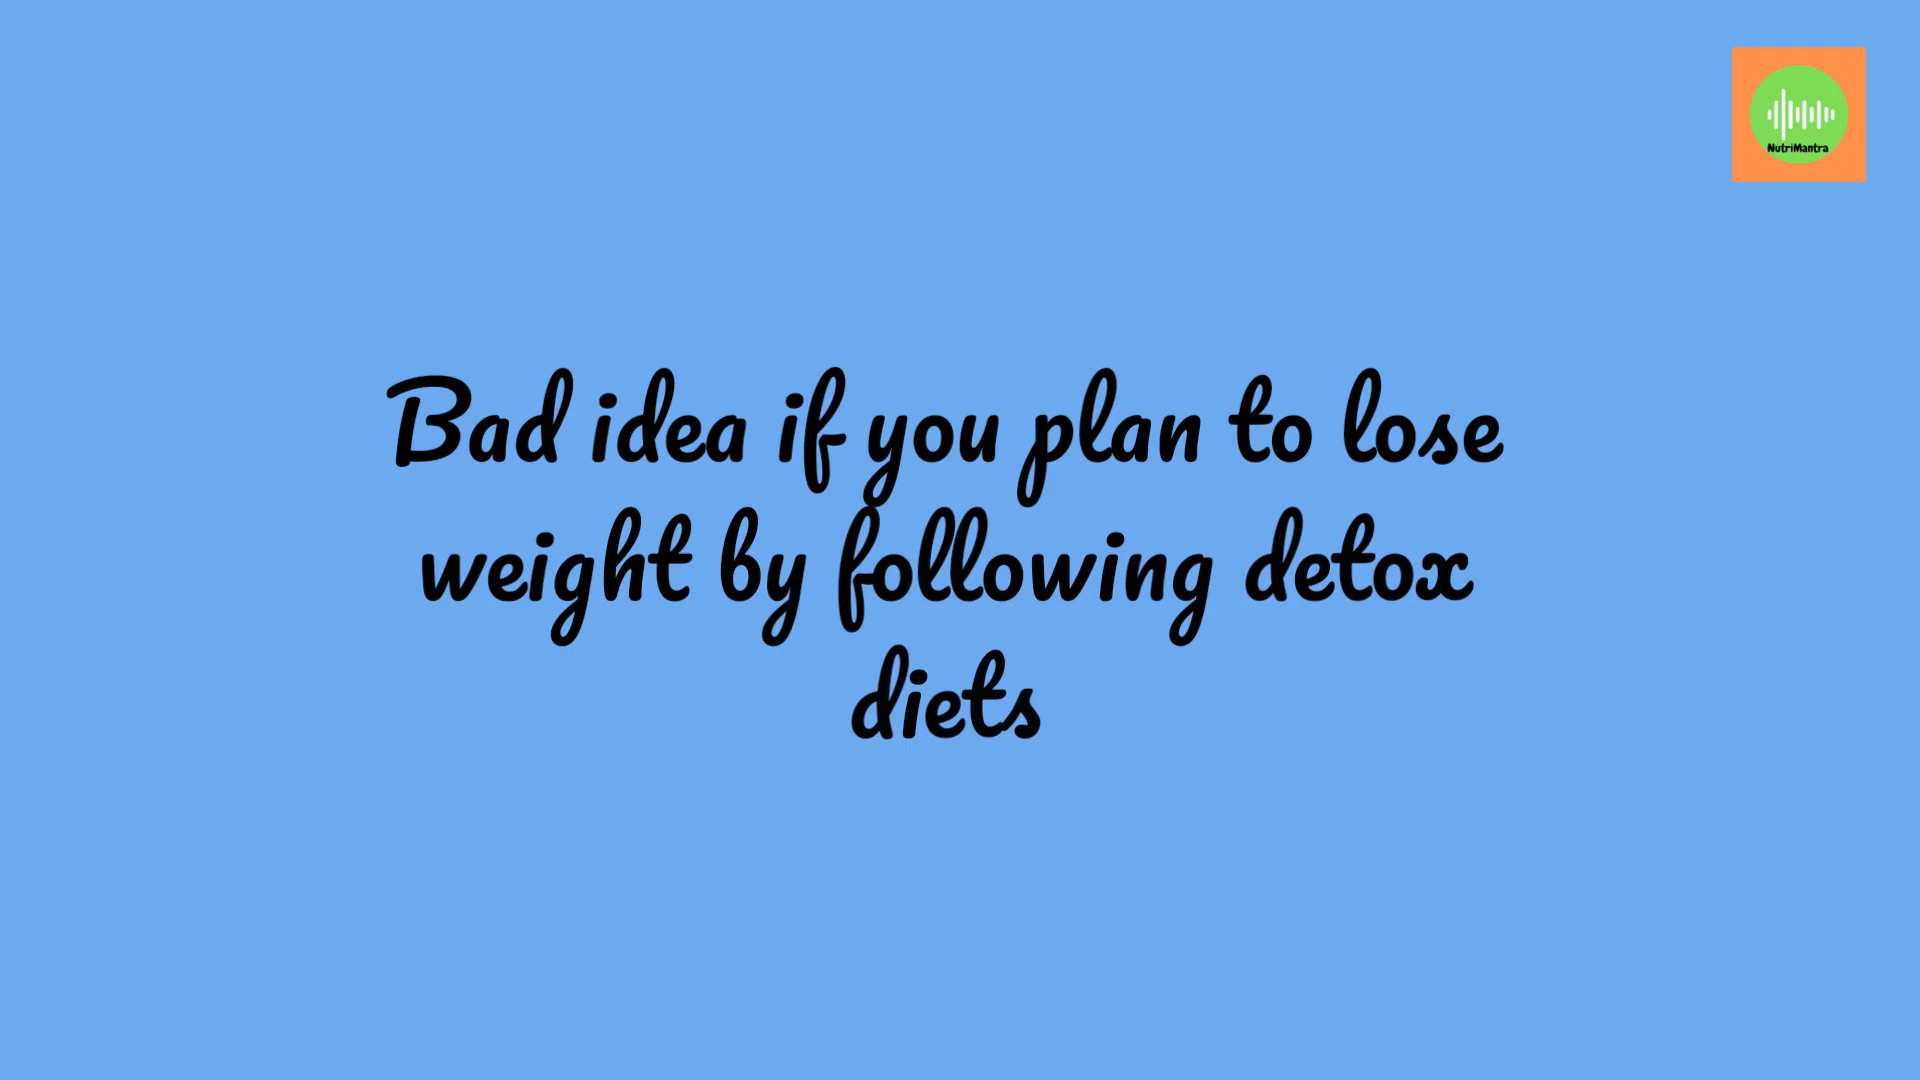 NutriMantra
Bad idea if you plan to lose
weight by following detox
diets